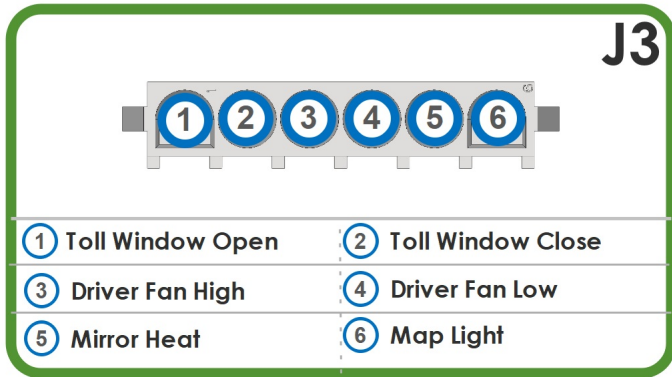 J3
1 2 3 4 5 6
1 Toll Window Open
2 Toll Window Close
3 Driver Fan High
4 Driver Fan Low
5 Mirror Heat
6 Map Light